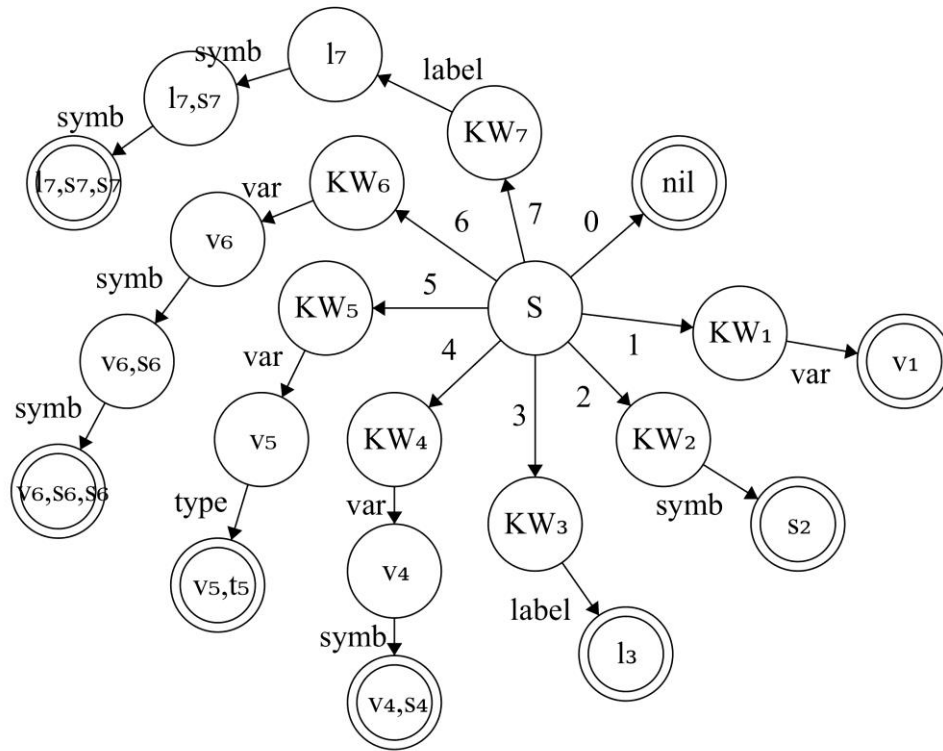 symb
l₇
label
l₇,s₇
KW₇
symb
l₇,s₇,s₇
KW₆
nil
var
6
7
0
v₆
symb
KW₅
5
S
KW₁
v₁
var
4
1
var
v₆,s₆
symb
3
2
v₅
KW₄
KW₂
v₆,s₆,s₆
type
var
symb
KW₃
s₂
v₅,t₅
v₄
label
symb
l₃
v₄,s₄